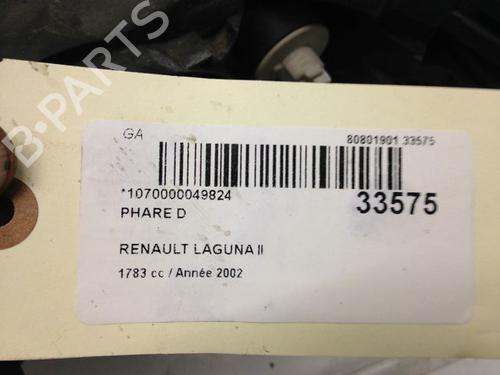 B-PARTS
GA 80801901 33575
*1070000049824 33575
PHARE D
RENAULT LAGUNA II
1783 cc / Année 2002